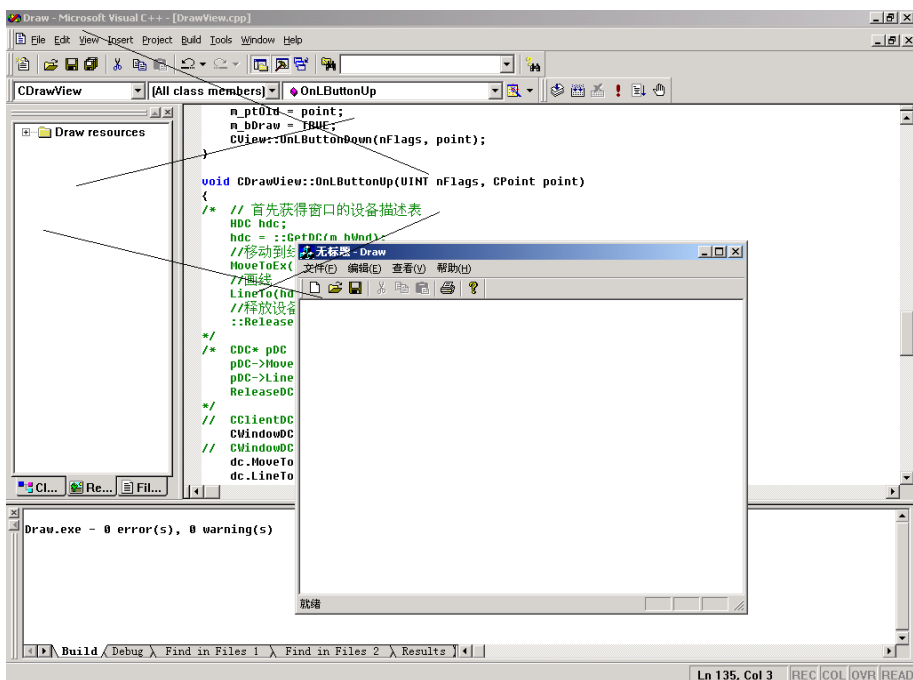 Draw - Microsoft Visual C++ - [DrawView.cpp]
File Edit View Insert Project Build Tools Window Help
CDrawView (All class members) OnLButtonUp
Draw resources
m_ptOld = point;
m_bDraw = TRUE;
CView::OnLButtonDown(nFlags, point);
}
void CDrawView::OnLButtonUp(UINT nFlags, CPoint point)
{
/* // 首先获得窗口的设备描述表
HDC hdc;
hdc = ::GetDC(m_hWnd);
//移动到
MoveToEx(
//画线
LineTo(hd
//释放设备
::Release
*/
/* CDC* pDC
pDC->Move
pDC->Line
ReleaseDC
*/
// CClientDC
CWindowDC
// CWindowDC
dc.MoveTo
dc.LineTo
Cl... Re... Fil...
无标题 - Draw
文件(F) 编辑(E) 查看(V) 帮助(H)
就绪
Draw.exe - 0 error(s), 0 warning(s)
Build Debug Find in Files 1 Find in Files 2 Results
Ln 135, Col 3 REC COL OVR READ